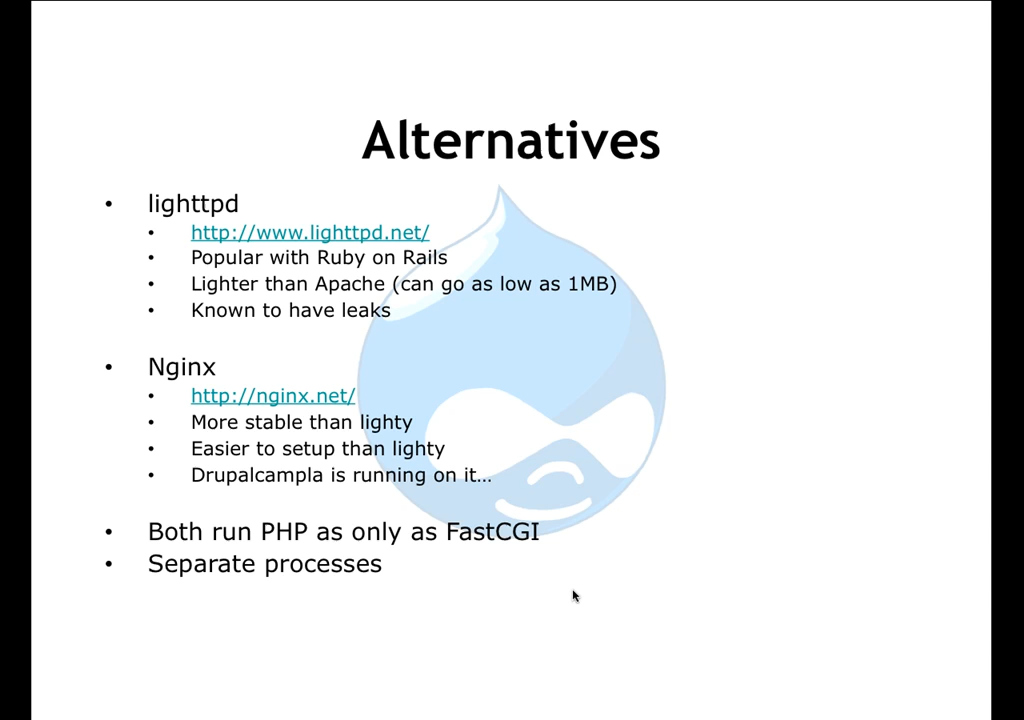 Alternatives
• lighttpd
• http://www.lighttpd.net/
• Popular with Ruby on Rails
• Lighter than Apache (can go as low as 1MB)
• Known to have leaks
• Nginx
• http://nginx.net/
• More stable than lighty
• Easier to setup than lighty
• Drupalcampla is running on it...
• Both run PHP as only as FastCGI
• Separate processes